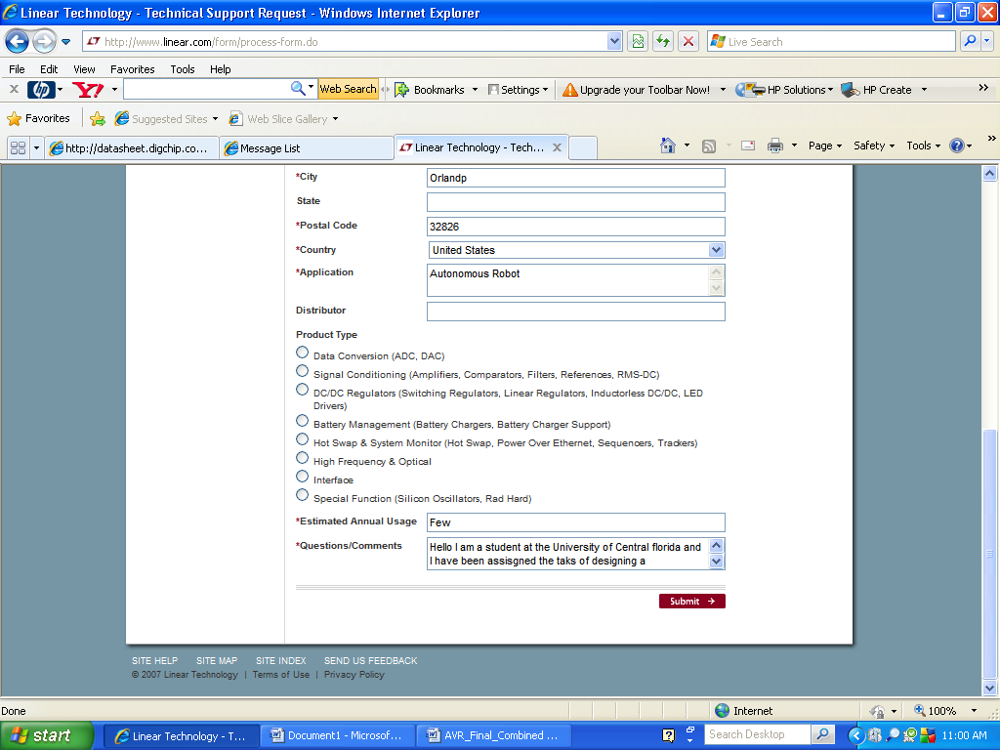 Linear Technology - Technical Support Request - Windows Internet Explorer
http://www.linear.com/form/process-form.do
Live Search
File Edit View Favorites Tools Help
hp Y! Web Search Bookmarks Settings Upgrade your Toolbar Now! HP Solutions HP Create
Favorites Suggested Sites Web Slice Gallery
http://datasheet.digchip.co... Message List Linear Technology - Tech... Page Safety Tools
*City Orlandp
State
*Postal Code 32826
*Country United States
*Application Autonomous Robot
Distributor
Product Type
Data Conversion (ADC, DAC)
Signal Conditioning (Amplifiers, Comparators, Filters, References, RMS-DC)
DC/DC Regulators (Switching Regulators, Linear Regulators, Inductorless DC/DC, LED
Drivers)
Battery Management (Battery Chargers, Battery Charger Support)
Hot Swap & System Monitor (Hot Swap, Power Over Ethernet, Sequencers, Trackers)
High Frequency & Optical
Interface
Special Function (Silicon Oscillators, Rad Hard)
*Estimated Annual Usage Few
*Questions/Comments Hello I am a student at the University of Central florida and
I have been assisgned the taks of designing a
Submit
SITE HELP SITE MAP SITE INDEX SEND US FEEDBACK
© 2007 Linear Technology | Terms of Use | Privacy Policy
Done Internet 100%
start Linear Technology - T... Document1 - Microsof... AVR_Final_Combined Search Desktop 11:00 AM